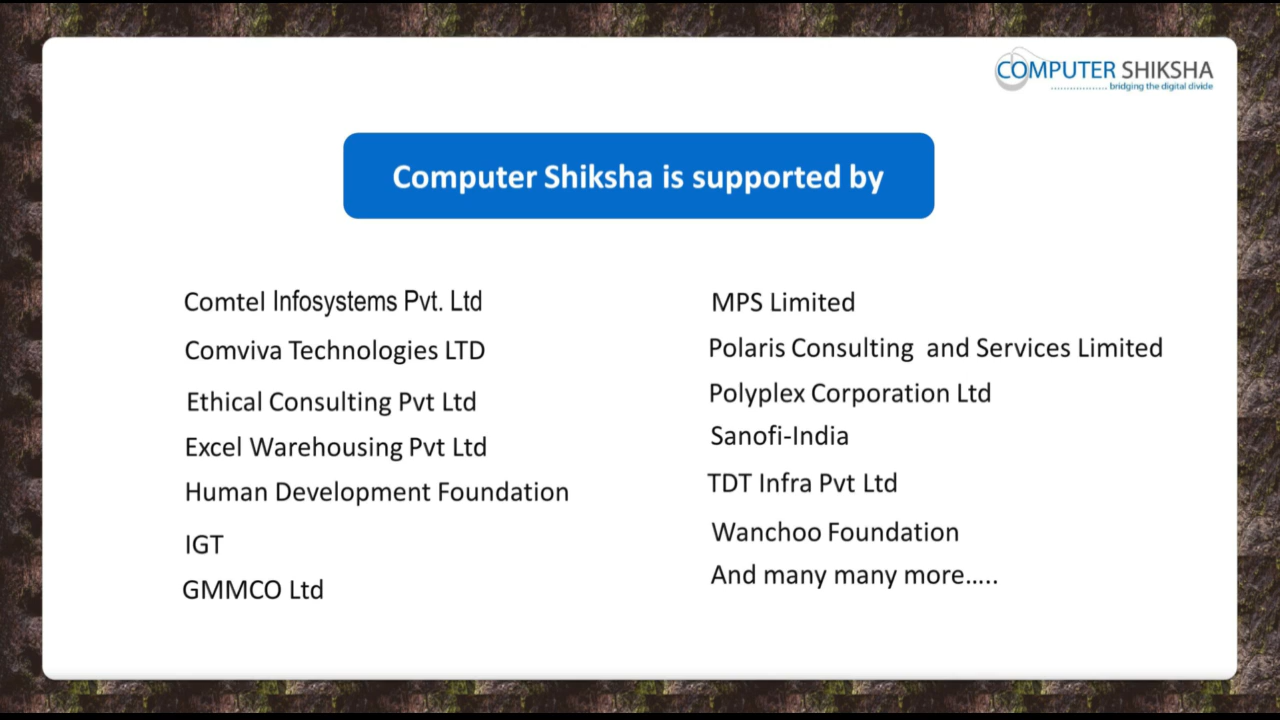 COMPUTER SHIKSHA
bridging the digital divide
Computer Shiksha is supported by
Comtel Infosystems Pvt. Ltd
Comviva Technologies LTD
Ethical Consulting Pvt Ltd
Excel Warehousing Pvt Ltd
Human Development Foundation
IGT
GMMCO Ltd
MPS Limited
Polaris Consulting  and Services Limited
Polyplex Corporation Ltd
Sanofi-India
TDT Infra Pvt Ltd
Wanchoo Foundation
And many many more.....